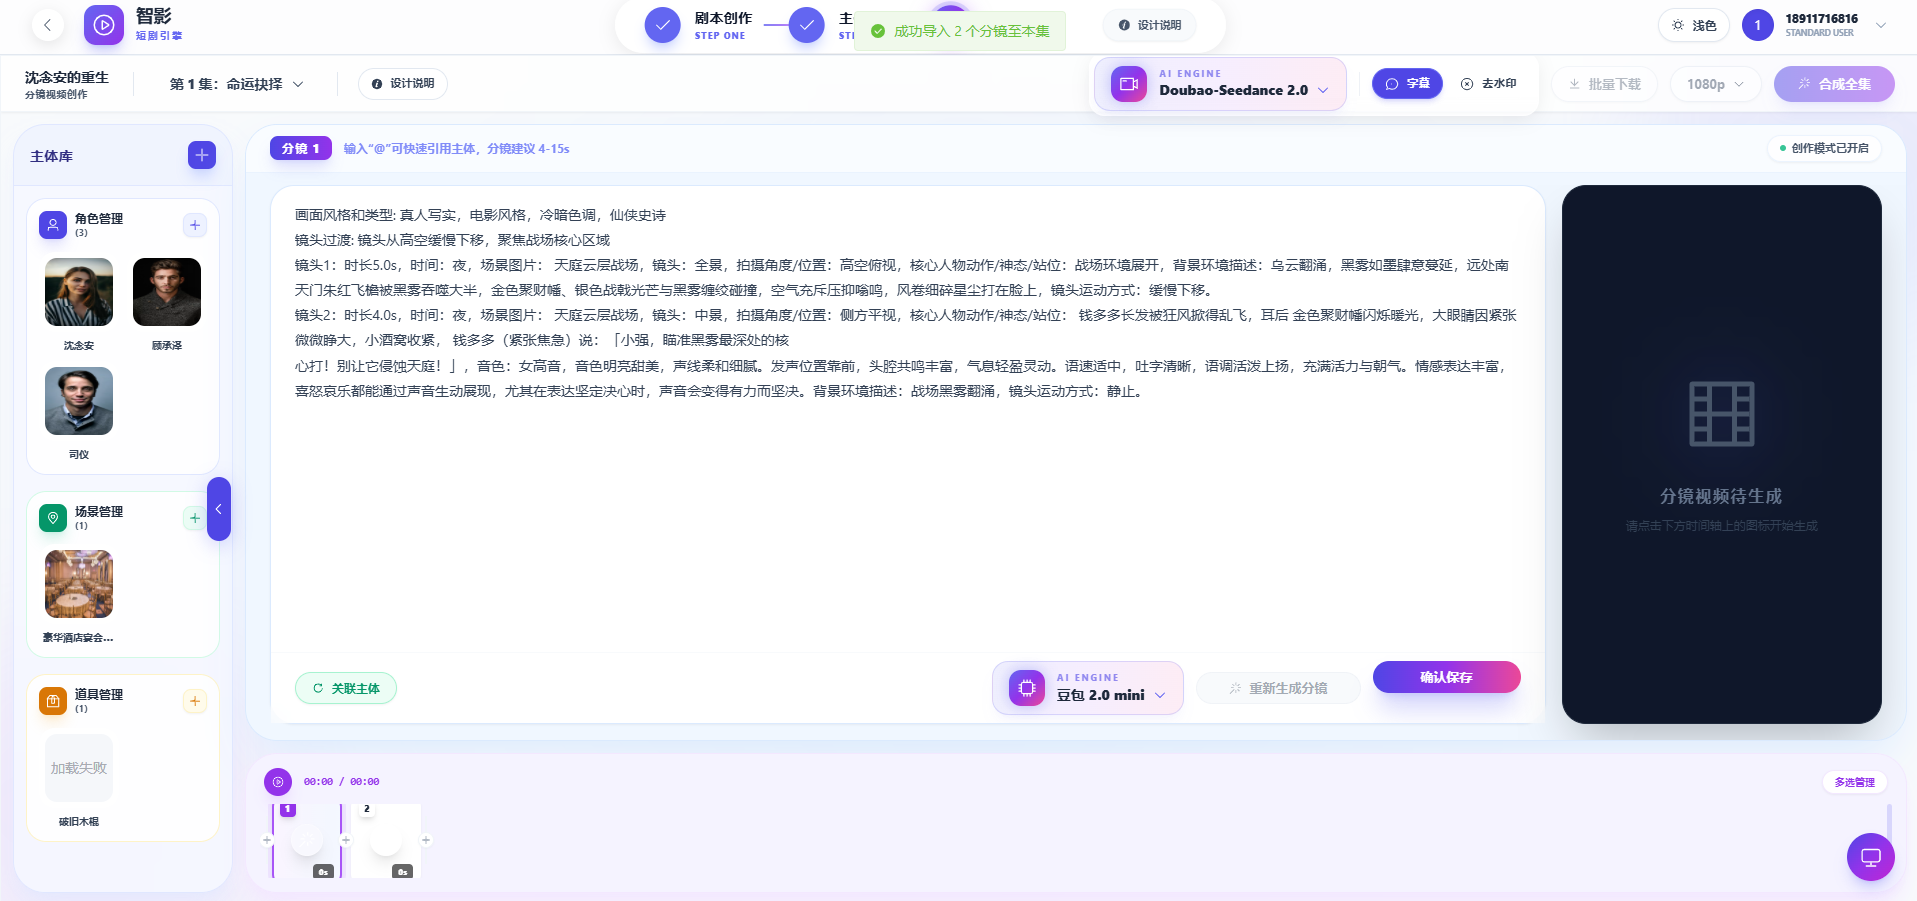 智影
短剧引擎
剧本创作
STEP ONE
主
成功导入 2 个分镜至本集
设计说明
浅色
1
18911716816
STANDARD USER
沈念安的重生
分镜视频创作
第 1 集：命运抉择
设计说明
AI ENGINE
Doubao-Seedance 2.0
字幕
去水印
批量下载
1080p
合成全集
主体库
角色管理
(3)
沈念安
顾承泽
司仪
场景管理
(1)
豪华酒店宴会...
道具管理
(1)
加载失败
破旧木棍
分镜 1
输入“@”可快速引用主体，分镜建议 4-15s
创作模式已开启
画面风格和类型: 真人写实，电影风格，冷暗色调，仙侠史诗
镜头过渡: 镜头从高空缓慢下移，聚焦战场核心区域
镜头1：时长5.0s，时间：夜，场景图片： 天庭云层战场，镜头：全景，拍摄角度/位置：高空俯视，核心人物动作/神态/站位：战场环境展开，背景环境描述：乌云翻涌，黑雾如墨肆意蔓延，远处南
天门朱红飞檐被黑雾吞噬大半，金色聚财幡、银色战戟光芒与黑雾缠绞碰撞，空气充斥压抑嗡鸣，风卷细碎星尘打在脸上，镜头运动方式：缓慢下移。
镜头2：时长4.0s，时间：夜，场景图片： 天庭云层战场，镜头：中景，拍摄角度/位置：侧方平视，核心人物动作/神态/站位： 钱多多长发被狂风掀得乱飞，耳后 金色聚财幡闪烁暖光，大眼睛因紧张
微微睁大，小酒窝收紧， 钱多多（紧张焦急）说：「小强，瞄准黑雾最深处的核
心打！别让它侵蚀天庭！」，音色：女高音，音色明亮甜美，声线柔和细腻。发声位置靠前，头腔共鸣丰富，气息轻盈灵动。语速适中，吐字清晰，语调活泼上扬，充满活力与朝气。情感表达丰富，
喜怒哀乐都能通过声音生动展现，尤其在表达坚定决心时，声音会变得有力而坚决。背景环境描述：战场黑雾翻涌，镜头运动方式：静止。
关联主体
AI ENGINE
豆包 2.0 mini
重新生成分镜
确认保存
分镜视频待生成
请点击下方时间轴上的图标开始生成
00:00 / 00:00
多选管理
1
0s
2
0s